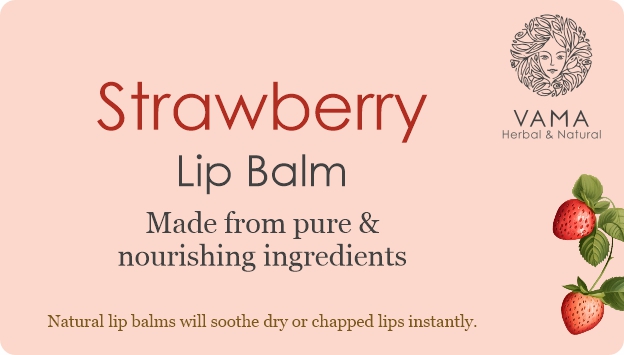 VAMA
Herbal & Natural
Strawberry
Lip Balm
Made from pure &
nourishing ingredients
Natural lip balms will soothe dry or chapped lips instantly.